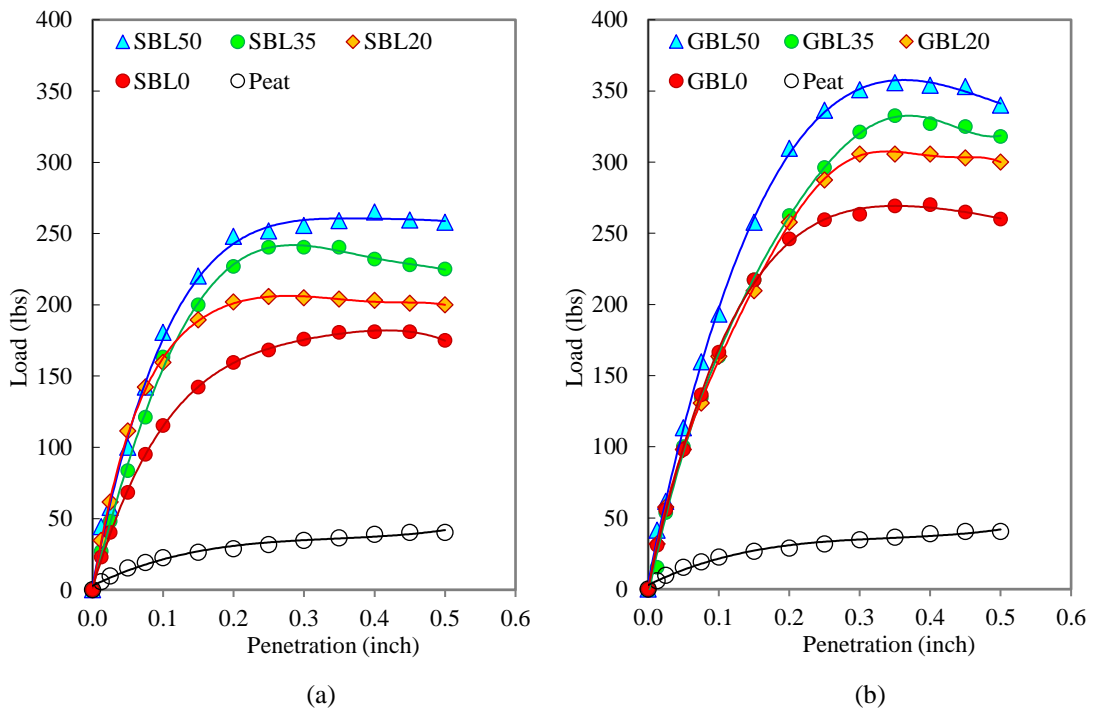 400
350
300
250
200
150
100
50
0
Load (lbs)
SBL50 SBL35 SBL20
SBL0 Peat
0.0 0.1 0.2 0.3 0.4 0.5 0.6
Penetration (inch)
(a)
400
350
300
250
200
150
100
50
0
Load (lbs)
GBL50 GBL35 GBL20
GBL0 Peat
0.0 0.1 0.2 0.3 0.4 0.5 0.6
Penetration (inch)
(b)